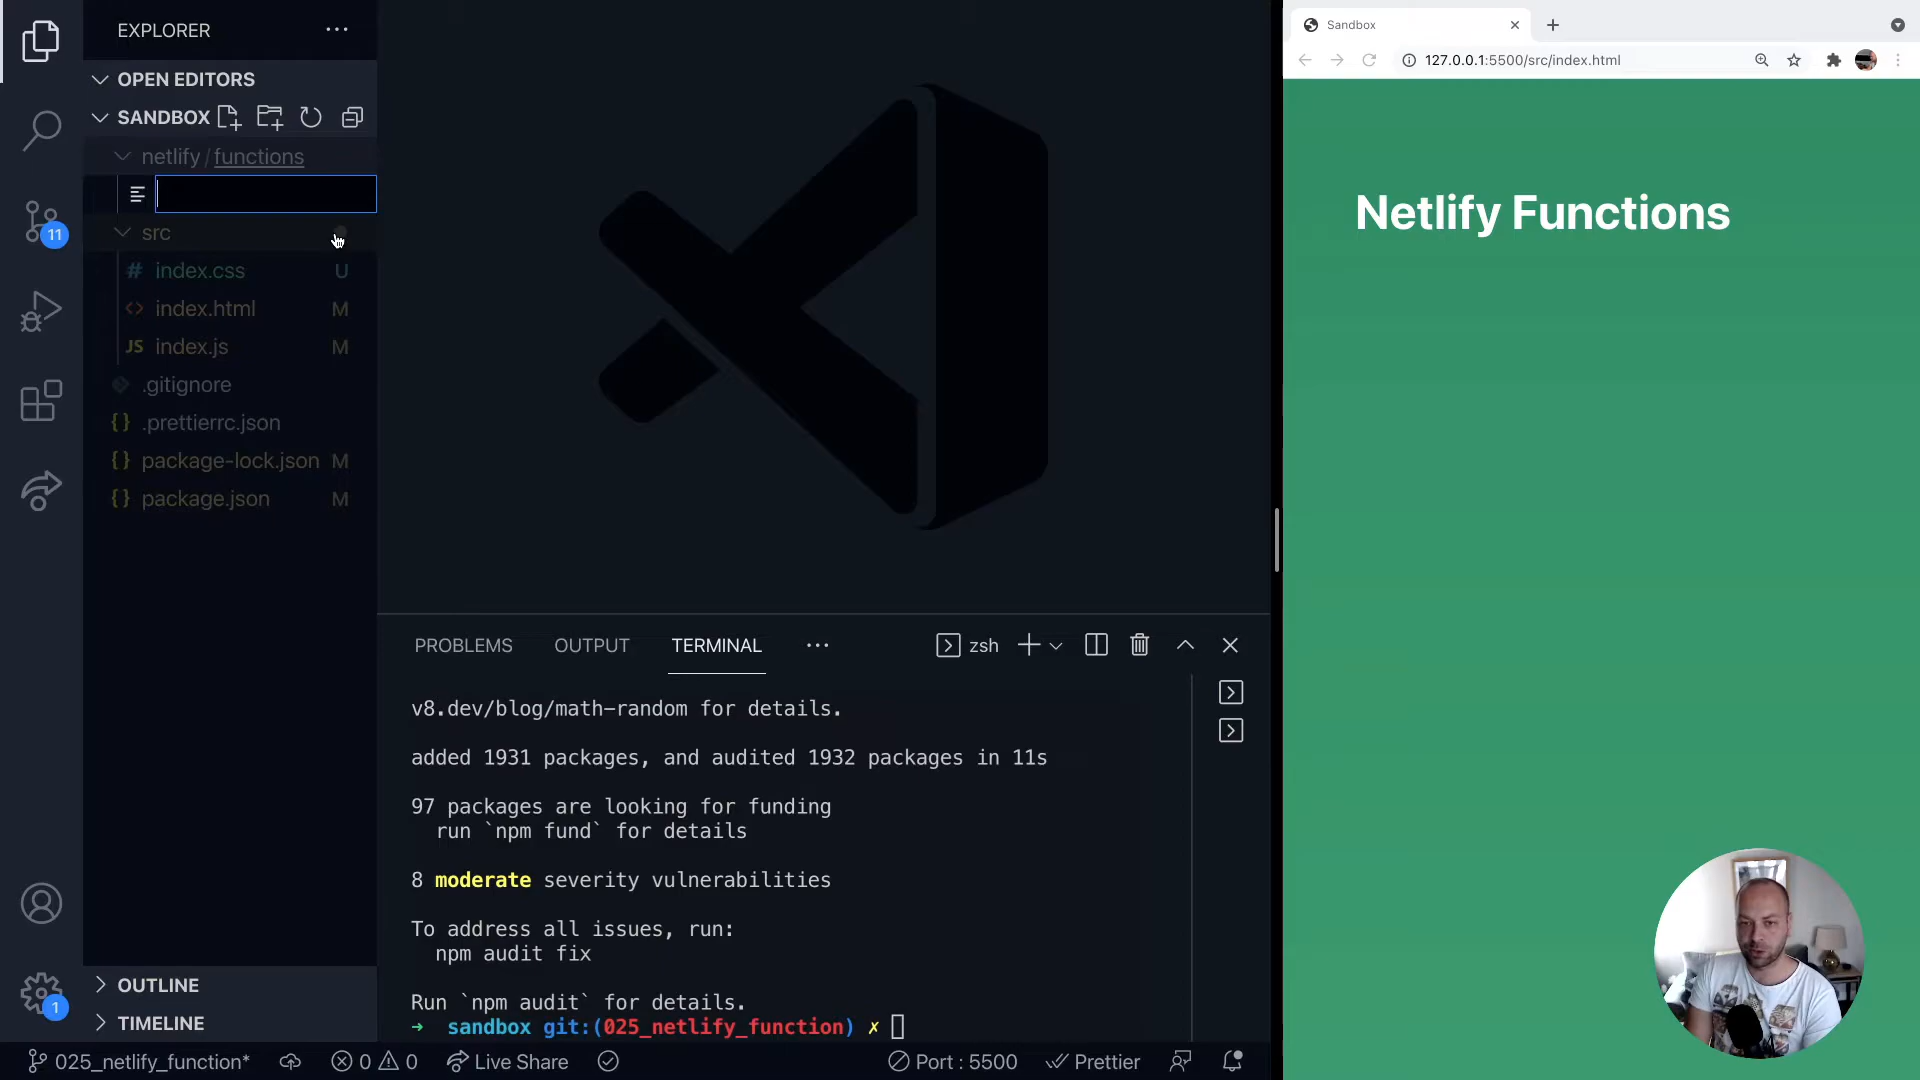 EXPLORER
OPEN EDITORS
SANDBOX
netlify / functions
src
# index.css U
<> index.html M
JS index.js M
.gitignore
{} .prettierrc.json
{} package-lock.json M
{} package.json M
OUTLINE
TIMELINE
11
1
PROBLEMS OUTPUT TERMINAL ··· zsh
v8.dev/blog/math-random for details.
added 1931 packages, and audited 1932 packages in 11s
97 packages are looking for funding
run `npm fund` for details
8 moderate severity vulnerabilities
To address all issues, run:
npm audit fix
Run `npm audit` for details.
➜ sandbox git:(025_netlify_function) ✗
025_netlify_function* 0 0 Live Share Port : 5500 Prettier
Sandbox
127.0.0.1:5500/src/index.html
Netlify Functions